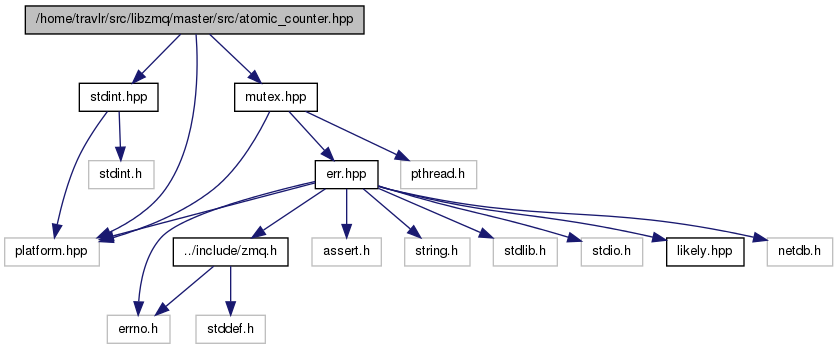 /home/travlr/src/libzmq/master/src/atomic_counter.hpp
stdint.hpp
mutex.hpp
stdint.h
err.hpp
pthread.h
platform.hpp
../include/zmq.h
assert.h
string.h
stdlib.h
stdio.h
likely.hpp
netdb.h
errno.h
stddef.h